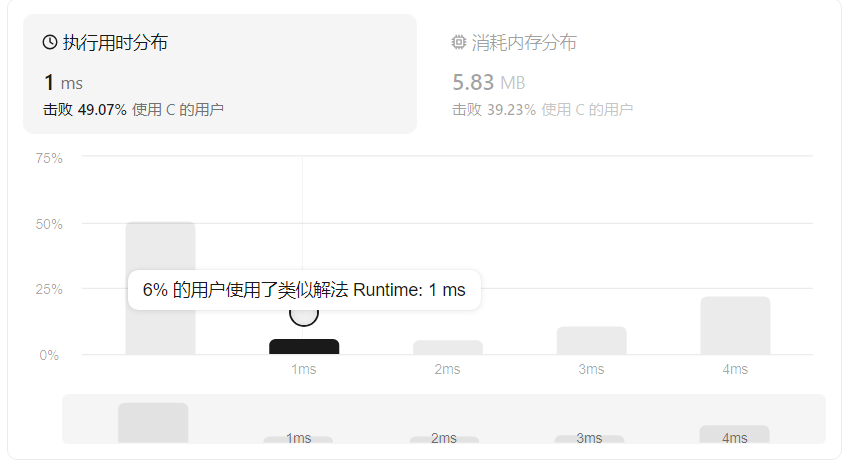 执行用时分布
1 ms
击败 49.07% 使用 C 的用户
消耗内存分布
5.83 MB
击败 39.23% 使用 C 的用户
75%
50%
25%
0%
6% 的用户使用了类似解法 Runtime: 1 ms
1ms
2ms
3ms
4ms
1ms
2ms
3ms
4ms